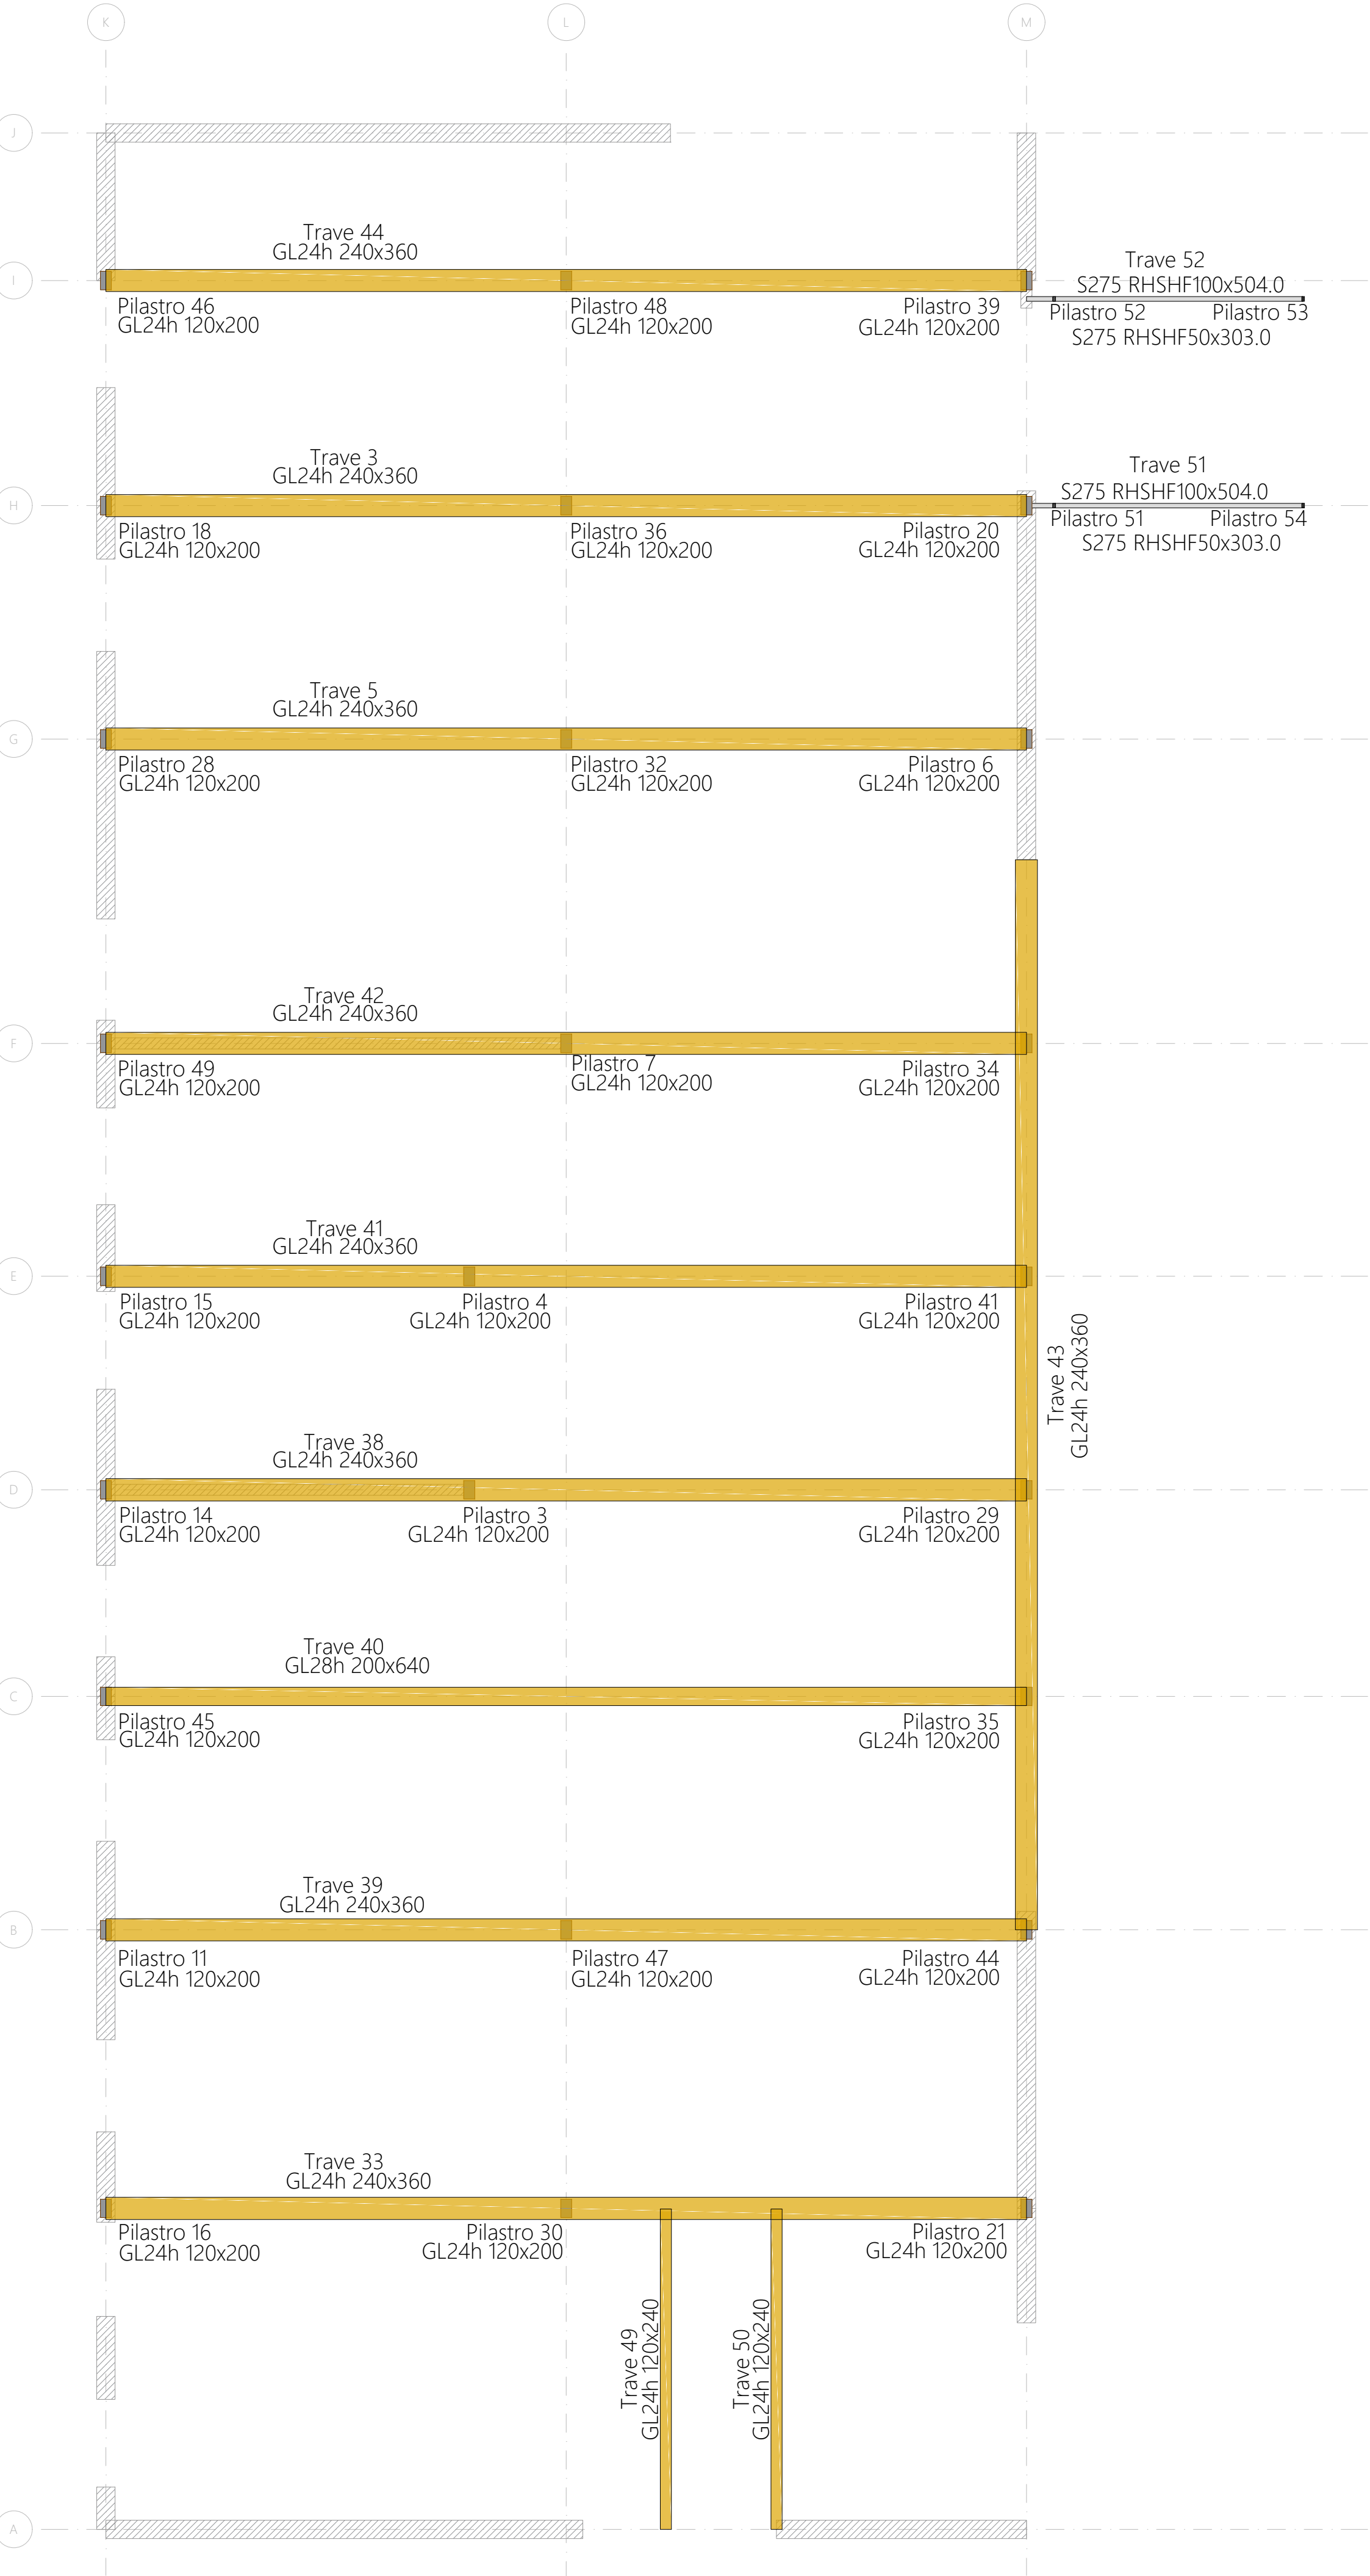 K
L
M
J
Trave 44
GL24h 240x360
I
Pilastro 46
GL24h 120x200
Pilastro 48
GL24h 120x200
Pilastro 39
GL24h 120x200
Trave 52
S275 RHSHF100x504.0
Pilastro 52
Pilastro 53
S275 RHSHF50x303.0
Trave 3
GL24h 240x360
H
Pilastro 18
GL24h 120x200
Pilastro 36
GL24h 120x200
Pilastro 20
GL24h 120x200
Trave 51
S275 RHSHF100x504.0
Pilastro 51
Pilastro 54
S275 RHSHF50x303.0
Trave 5
GL24h 240x360
G
Pilastro 28
GL24h 120x200
Pilastro 32
GL24h 120x200
Pilastro 6
GL24h 120x200
Trave 42
GL24h 240x360
F
Pilastro 49
GL24h 120x200
Pilastro 7
GL24h 120x200
Pilastro 34
GL24h 120x200
Trave 41
GL24h 240x360
E
Pilastro 15
GL24h 120x200
Pilastro 4
GL24h 120x200
Pilastro 41
GL24h 120x200
Trave 43
GL24h 240x360
Trave 38
GL24h 240x360
D
Pilastro 14
GL24h 120x200
Pilastro 3
GL24h 120x200
Pilastro 29
GL24h 120x200
Trave 40
GL28h 200x640
C
Pilastro 45
GL24h 120x200
Pilastro 35
GL24h 120x200
Trave 39
GL24h 240x360
B
Pilastro 11
GL24h 120x200
Pilastro 47
GL24h 120x200
Pilastro 44
GL24h 120x200
Trave 33
GL24h 240x360
Pilastro 16
GL24h 120x200
Pilastro 30
GL24h 120x200
Pilastro 21
GL24h 120x200
Trave 49
GL24h 120x240
Trave 50
GL24h 120x240
A